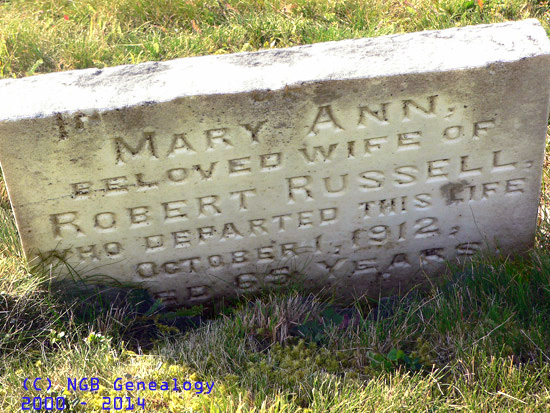 MARY ANN,
BELOVED WIFE OF
ROBERT RUSSELL,
WHO DEPARTED THIS LIFE
OCTOBER 1, 1912,
65 YEARS
(C) NGB Genealogy
2000 - 2014